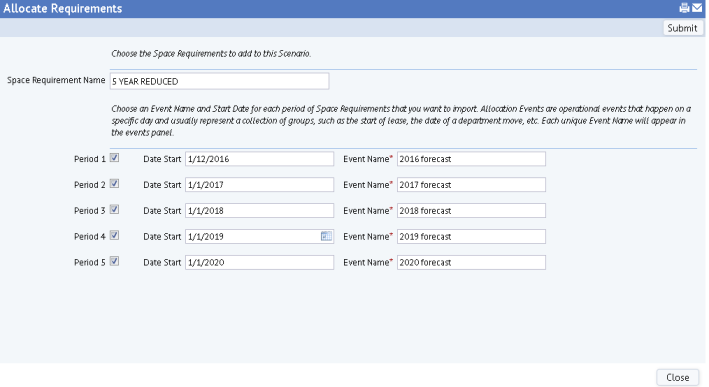 Allocate Requirements
Submit
Choose the Space Requirements to add to this Scenario.
Space Requirement Name 5 YEAR REDUCED
Choose an Event Name and Start Date for each period of Space Requirements that you want to import. Allocation Events are operational events that happen on a
specific day and usually represent a collection of groups, such as the start of lease, the date of a department move, etc. Each unique Event Name will appear in
the events panel.
Period 1 Date Start 1/12/2016 Event Name* 2016 forecast
Period 2 Date Start 1/1/2017 Event Name* 2017 forecast
Period 3 Date Start 1/1/2018 Event Name* 2018 forecast
Period 4 Date Start 1/1/2019 Event Name* 2019 forecast
Period 5 Date Start 1/1/2020 Event Name* 2020 forecast
Close